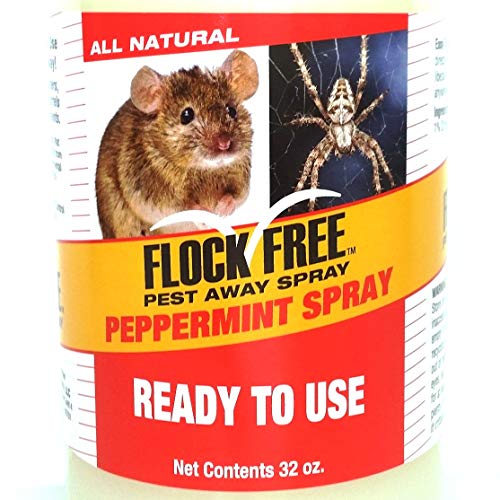 ALL NATURAL
FLOCK FREE™
PEST AWAY SPRAY
PEPPERMINT SPRAY
READY TO USE
Net Contents 32 oz.